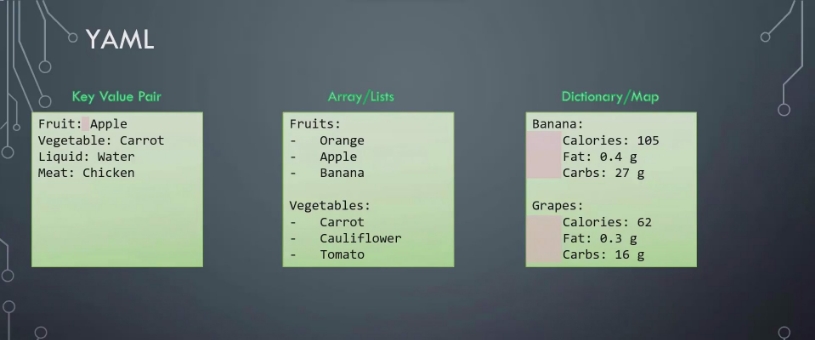 YAML
Key Value Pair
Fruit: Apple
Vegetable: Carrot
Liquid: Water
Meat: Chicken
Array/Lists
Fruits:
- Orange
- Apple
- Banana
Vegetables:
- Carrot
- Cauliflower
- Tomato
Dictionary/Map
Banana:
Calories: 105
Fat: 0.4 g
Carbs: 27 g
Grapes:
Calories: 62
Fat: 0.3 g
Carbs: 16 g